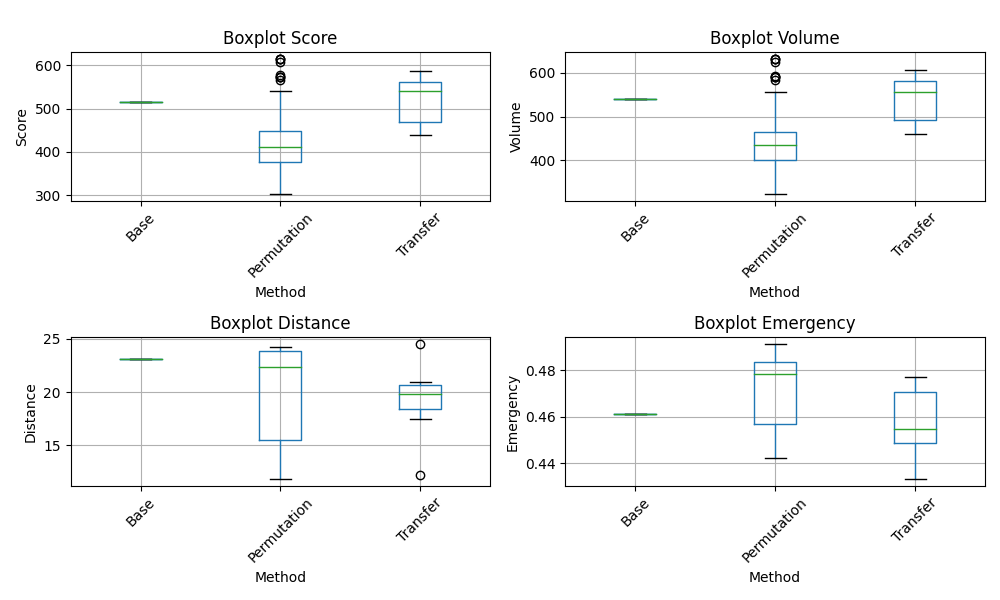 Boxplot Score
600
500
400
300
Score
Base
Permutation
Transfer
Method
Boxplot Volume
600
500
400
Volume
Base
Permutation
Transfer
Method
Boxplot Distance
25
20
15
Distance
Base
Permutation
Transfer
Method
Boxplot Emergency
0.48
0.46
0.44
Emergency
Base
Permutation
Transfer
Method